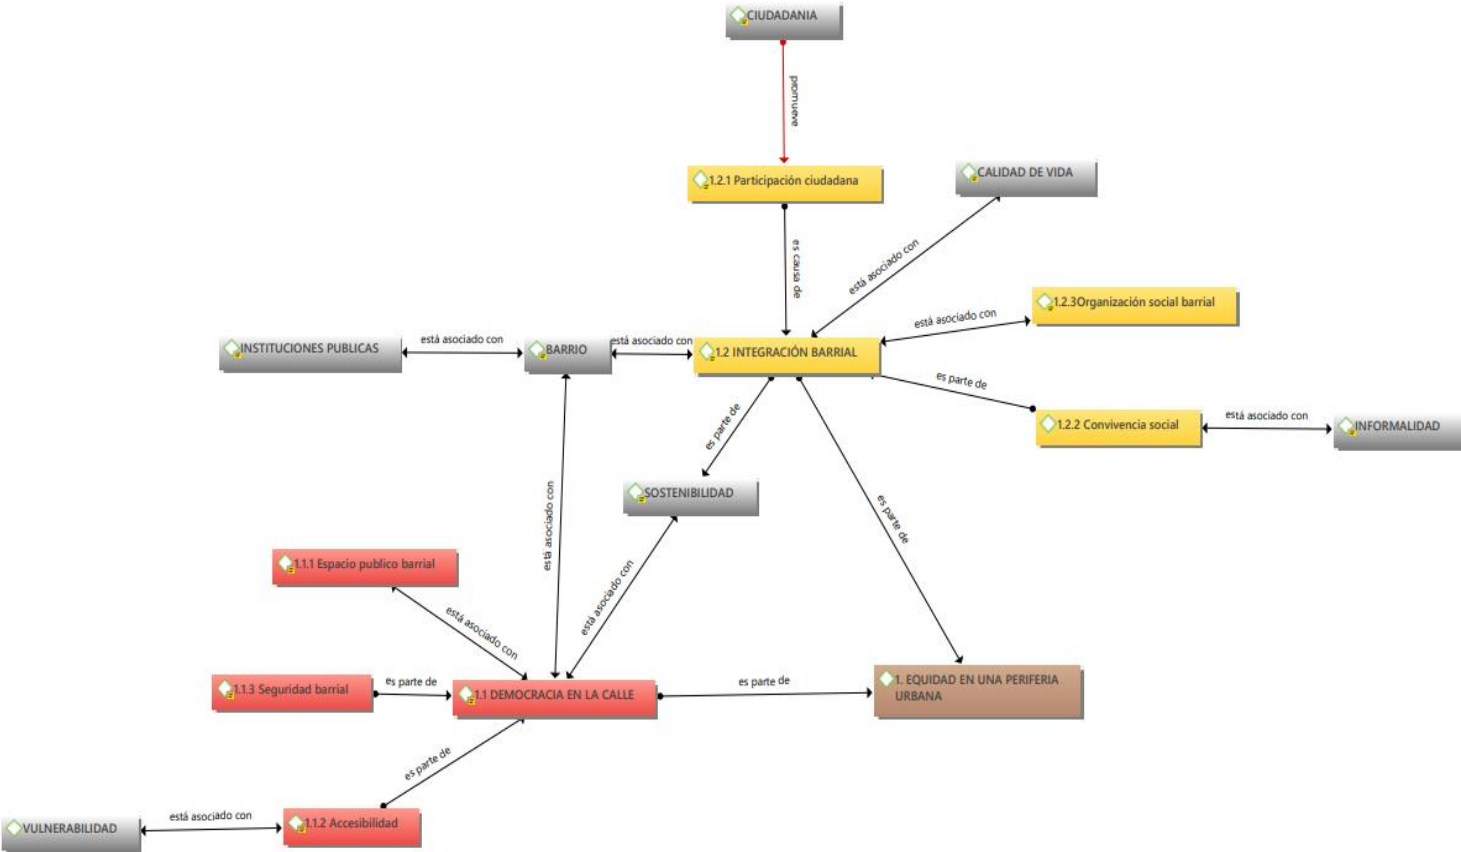 CIUDADANIA
promueve
1.2.1 Participación ciudadana
CALIDAD DE VIDA
es causa de
está asociado con
1.2.3Organización social barrial
está asociado con
INSTITUCIONES PUBLICAS
está asociado con
BARRIO
está asociado con
1.2 INTEGRACIÓN BARRIAL
es parte de
1.2.2 Convivencia social
está asociado con
INFORMALIDAD
es parte de
SOSTENIBILIDAD
es parte de
está asociado con
está asociado con
1.1.1 Espacio publico barrial
está asociado con
1.1.3 Seguridad barrial
es parte de
1.1 DEMOCRACIA EN LA CALLE
es parte de
1. EQUIDAD EN UNA PERIFERIA
URBANA
es parte de
VULNERABILIDAD
está asociado con
1.1.2 Accesibilidad